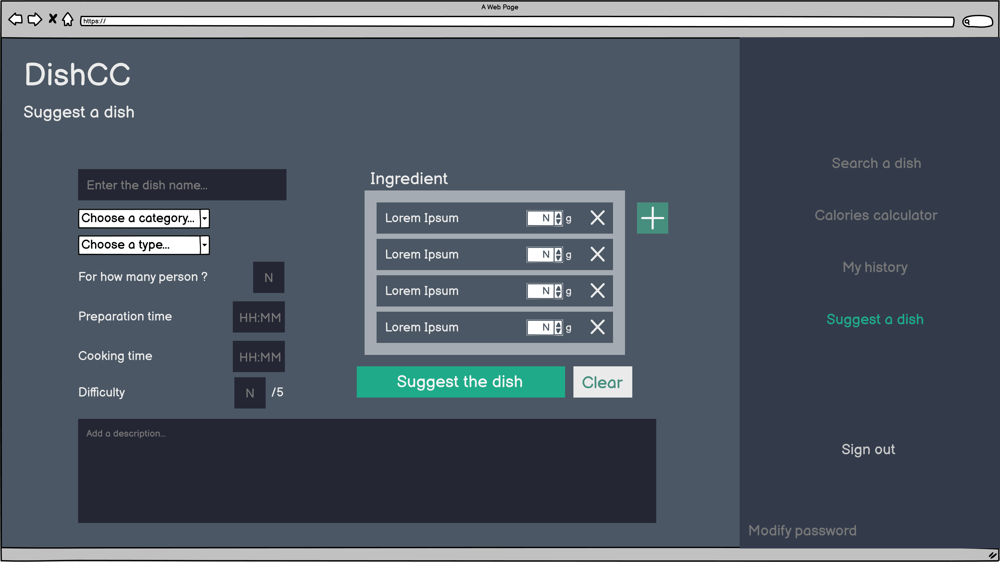 A Web Page
https://
DishCC
Suggest a dish
Enter the dish name...
Choose a category...
Choose a type...
For how many person ?
N
Preparation time
HH:MM
Cooking time
HH:MM
Difficulty
N
/5
Ingredient
Lorem Ipsum N g
Lorem Ipsum N g
Lorem Ipsum N g
Lorem Ipsum N g
Suggest the dish
Clear
Add a description...
Search a dish
Calories calculator
My history
Suggest a dish
Sign out
Modify password